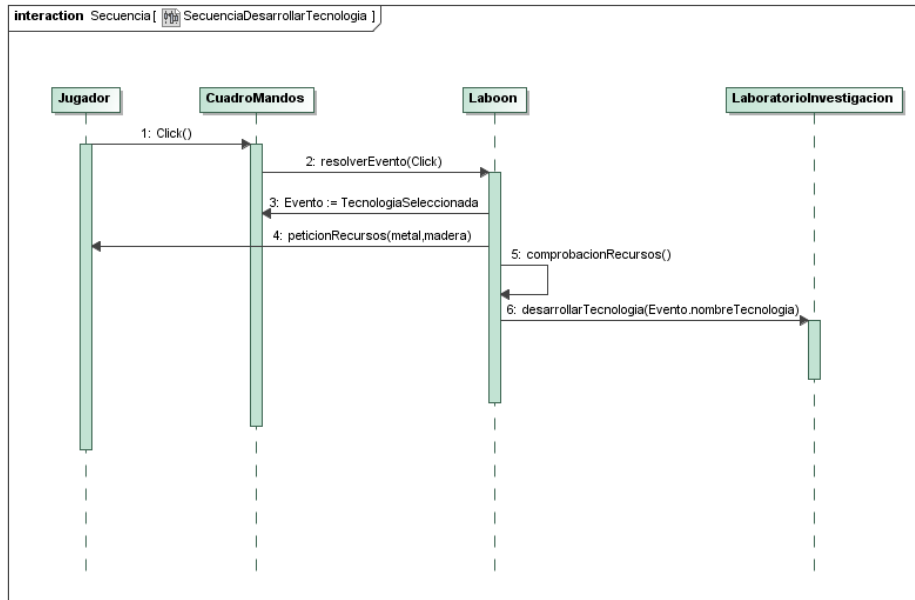 interaction Secuencia[ SecuenciaDesarrollarTecnologia ]
Jugador CuadroMandos Laboon LaboratorioInvestigacion
1: Click()
2: resolverEvento(Click)
3: Evento := TecnologiaSeleccionada
4: peticionRecursos(metal,madera)
5: comprobacionRecursos()
6: desarrollarTecnologia(Evento.nombreTecnologia)